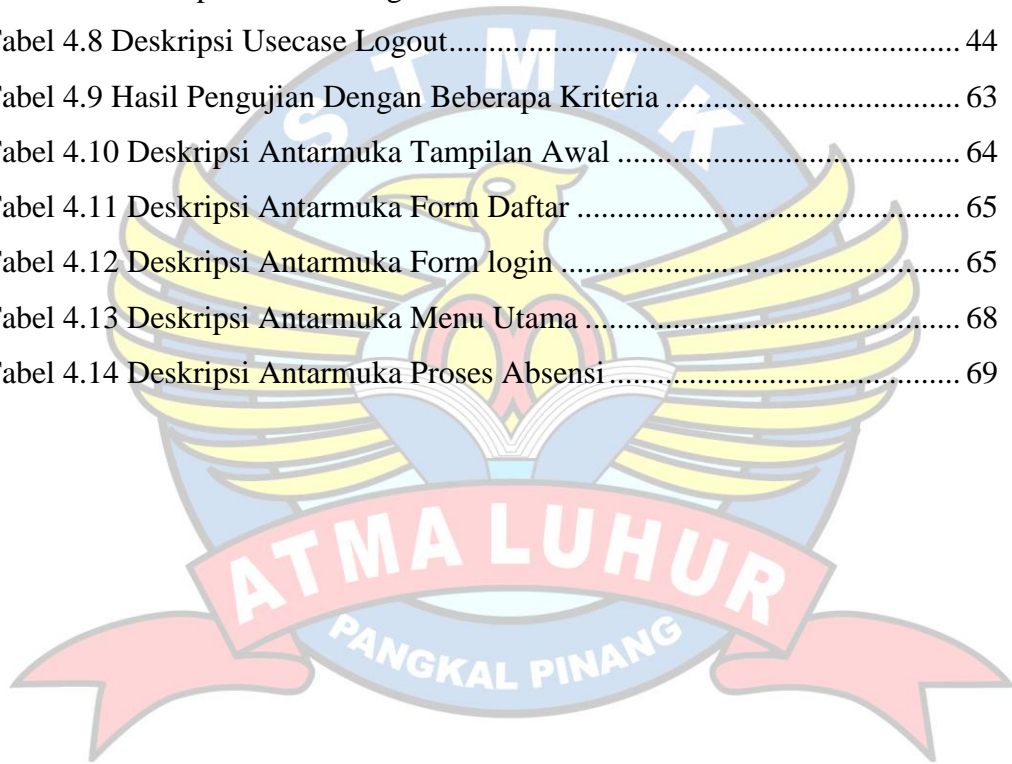 Tabel 4.8 Deskripsi Usecase Logout.................................................................. 44
Tabel 4.9 Hasil Pengujian Dengan Beberapa Kriteria ..................................... 63
Tabel 4.10 Deskripsi Antarmuka Tampilan Awal ........................................... 64
Tabel 4.11 Deskripsi Antarmuka Form Daftar ................................................ 65
Tabel 4.12 Deskripsi Antarmuka Form login .................................................. 65
Tabel 4.13 Deskripsi Antarmuka Menu Utama ............................................... 68
Tabel 4.14 Deskripsi Antarmuka Proses Absensi ............................................ 69
STMIK
ATMA LUHUR
PANGKAL PINANG